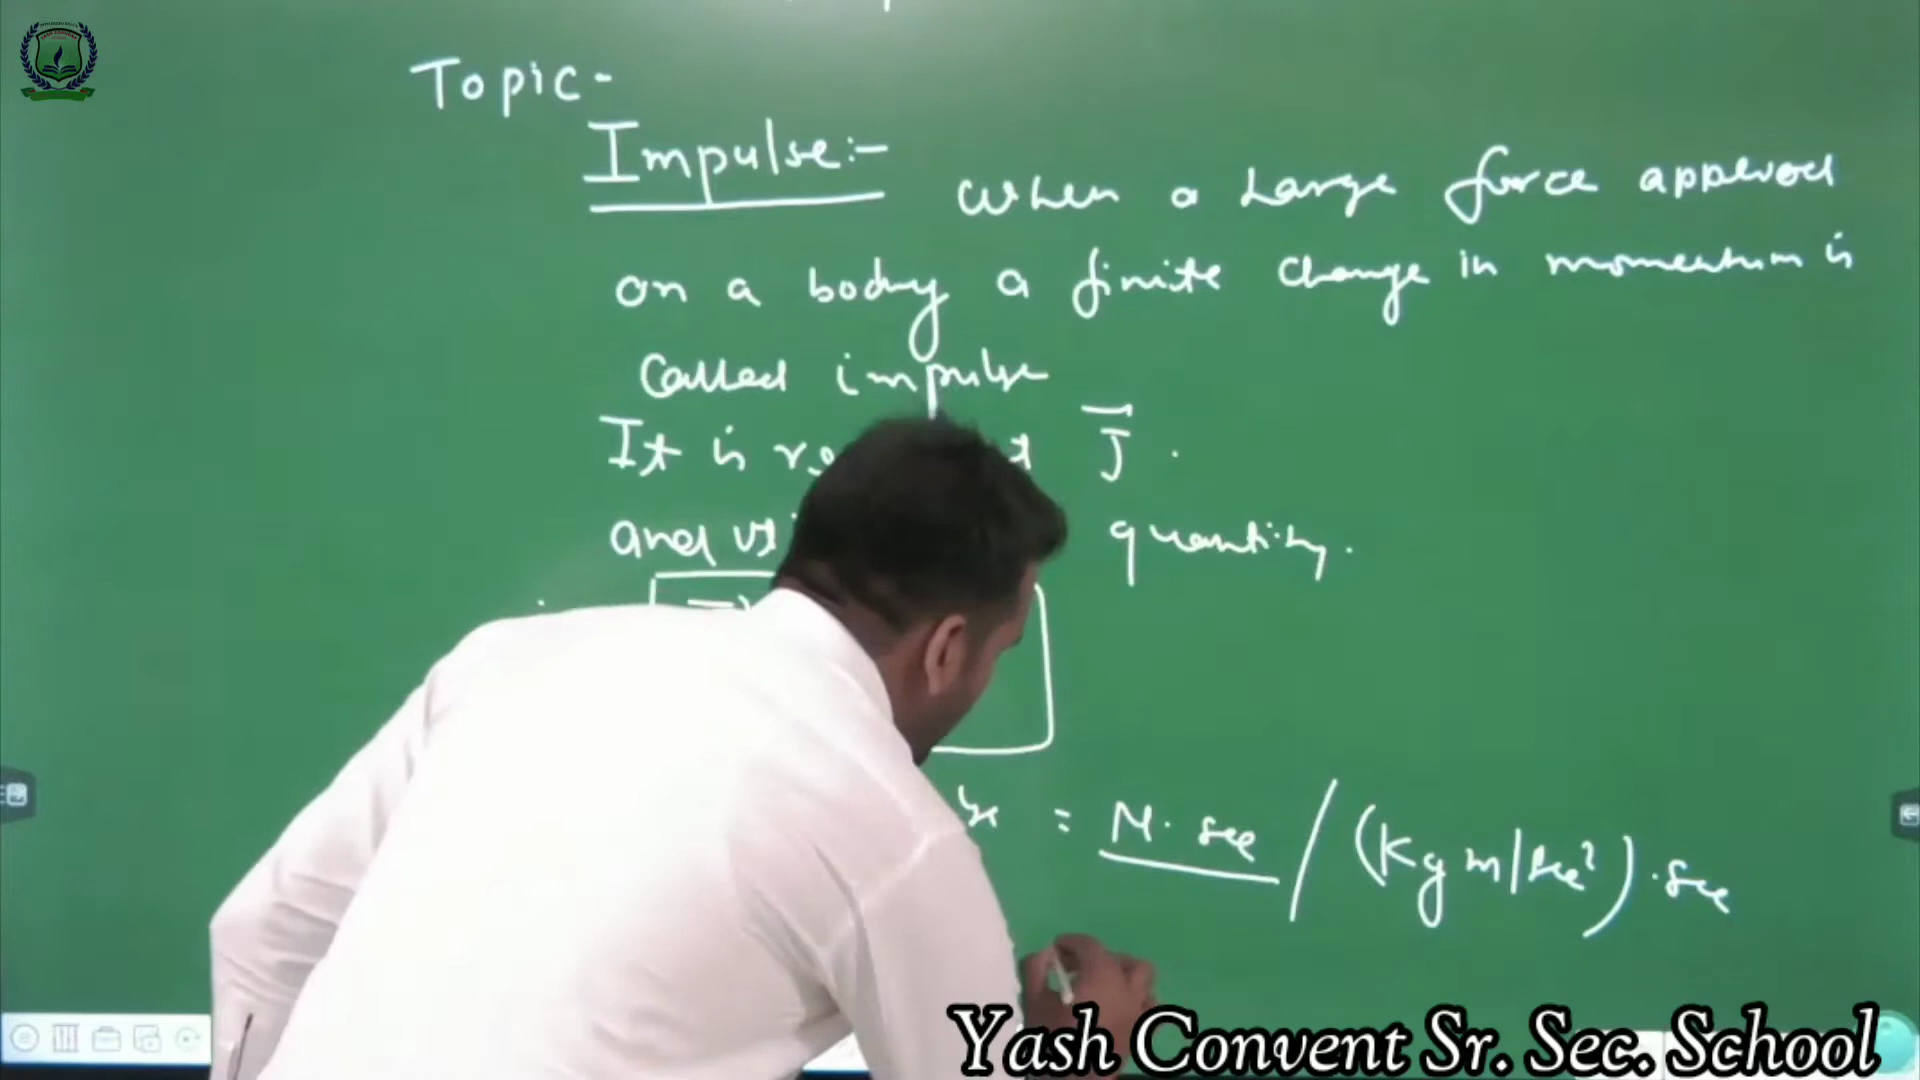 Topic-
Impulse:- When a Large force applied
on a body a finite change in momentum is
Called impulse
It is J .
and quantity.
= N. sec / (Kg m/sec²) . sec
Yash Convent Sr. Sec. School